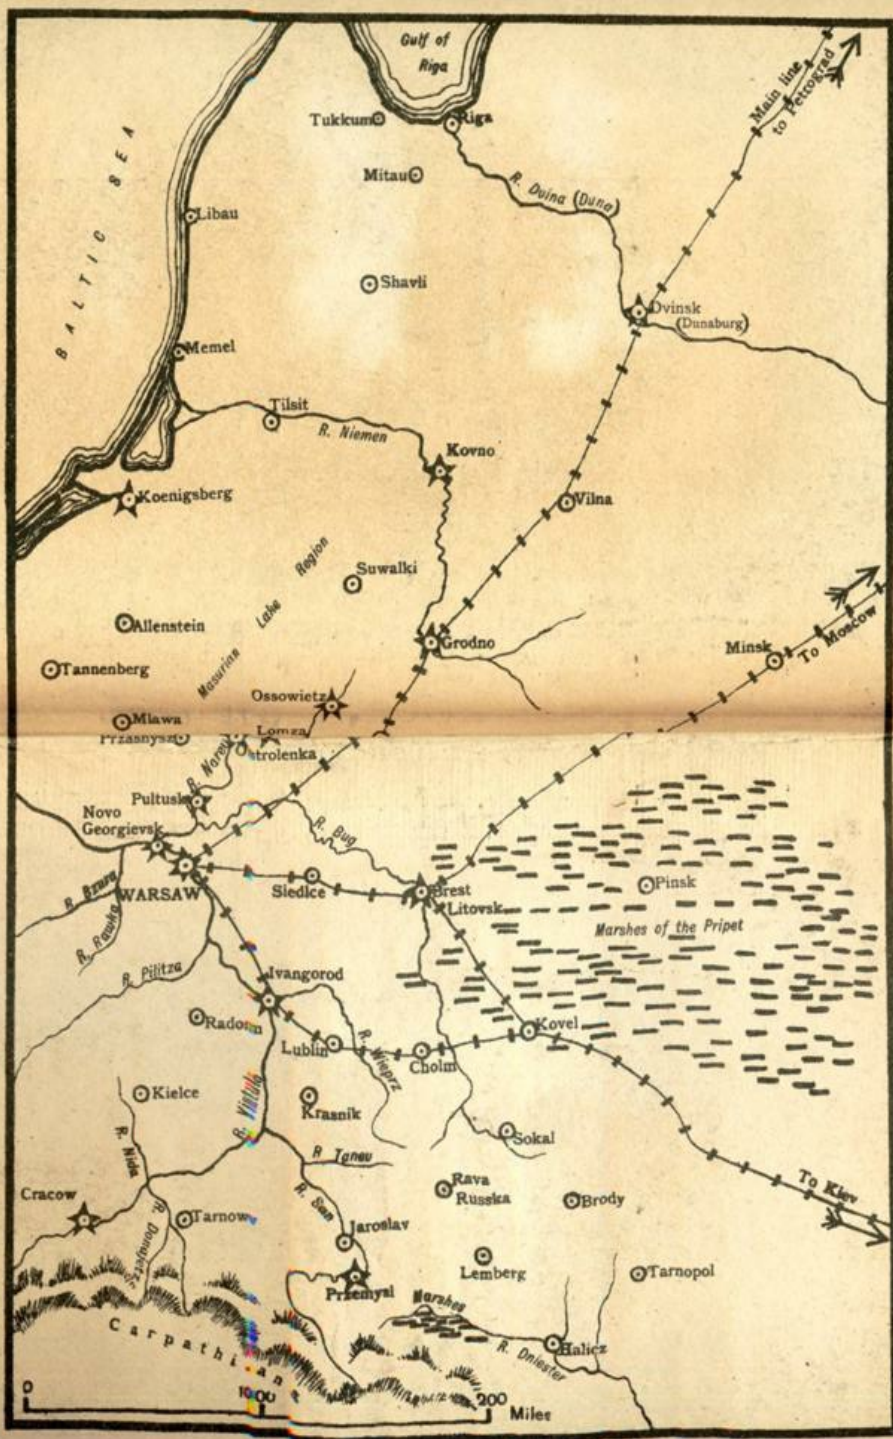 Gulf of
Riga
Main line
to Petrograd
Tukkum
Riga
BALTIC SEA
Mitau
R. Duina (Duna)
Libau
Shavli
Dvinsk
(Dunaburg)
Memel
Tilsit
R. Niemen
Kovno
Koenigsberg
Vilna
Masurian Lake Region
Suwalki
Allenstein
Grodno
Minsk
To Moscow
Tannenberg
Ossowietz
Mlawa
Lomza
Przasnysz
Ostrolenka
R. Narew
Pultusk
Novo
Georgievsk
R. Bug
WARSAW
Siedlce
Brest
Litovsk
Pinsk
R. Bzura
R. Rawka
Marshes of the Pripet
R. Pilitza
Ivangorod
Radom
Lublin
R. Wieprz
Cholm
Kovel
Kielce
R. Vistula
Krasnik
R. Nida
Sokal
R Tanev
Rava
Russka
To Kiev
Cracow
R. San
Brody
R. Donajetz
Tarnow
Jaroslav
Lemberg
Tarnopol
Przemysl
Marshes
Carpathians
R. Dniester
Halicz
0
100
200
Miles